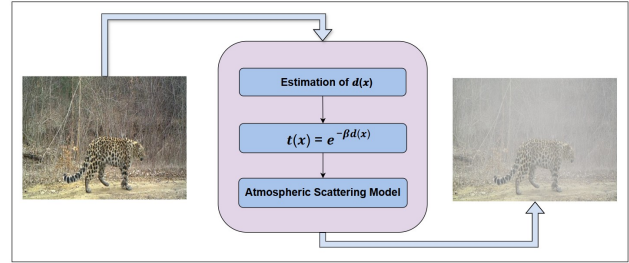 Estimation of d(x)
t(x) = e^{-βd(x)}
Atmospheric Scattering Model